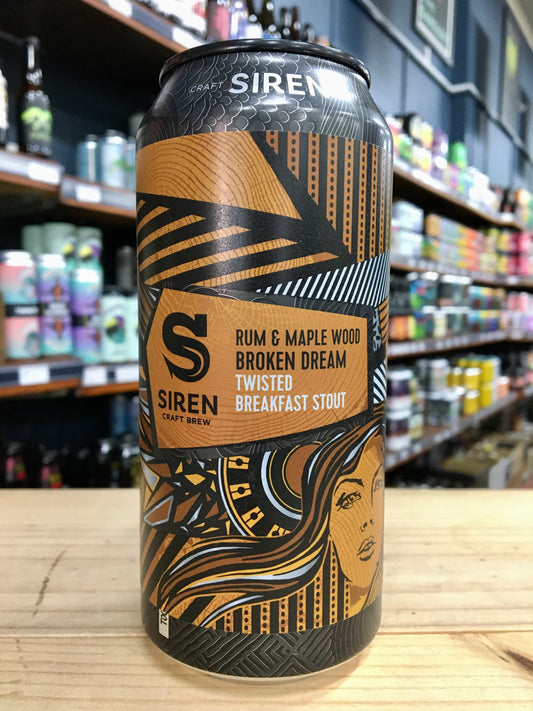 CRAFT SIREN
S
SIREN
CRAFT BREW
RUM & MAPLE WOOD
BROKEN DREAM
TWISTED
BREAKFAST STOUT